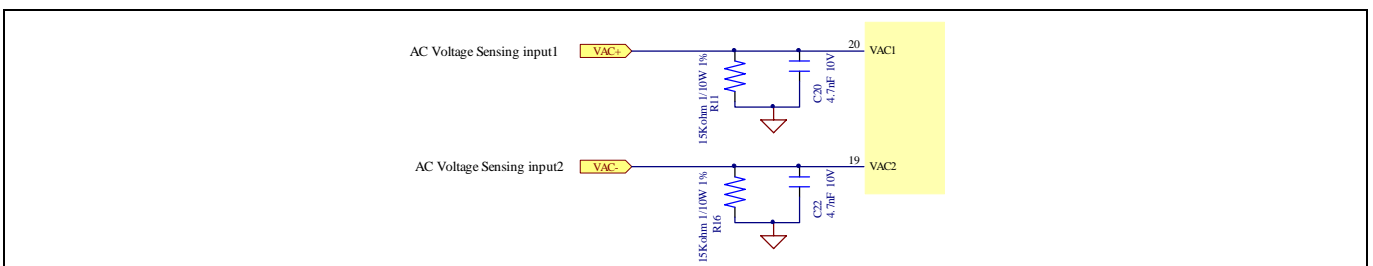 AC Voltage Sensing input1
VAC+
20
VAC1
15Kohm 1/10W 1%
R11
C20
4.7nF 10V
AC Voltage Sensing input2
VAC-
19
VAC2
15Kohm 1/10W 1%
R16
C22
4.7nF 10V